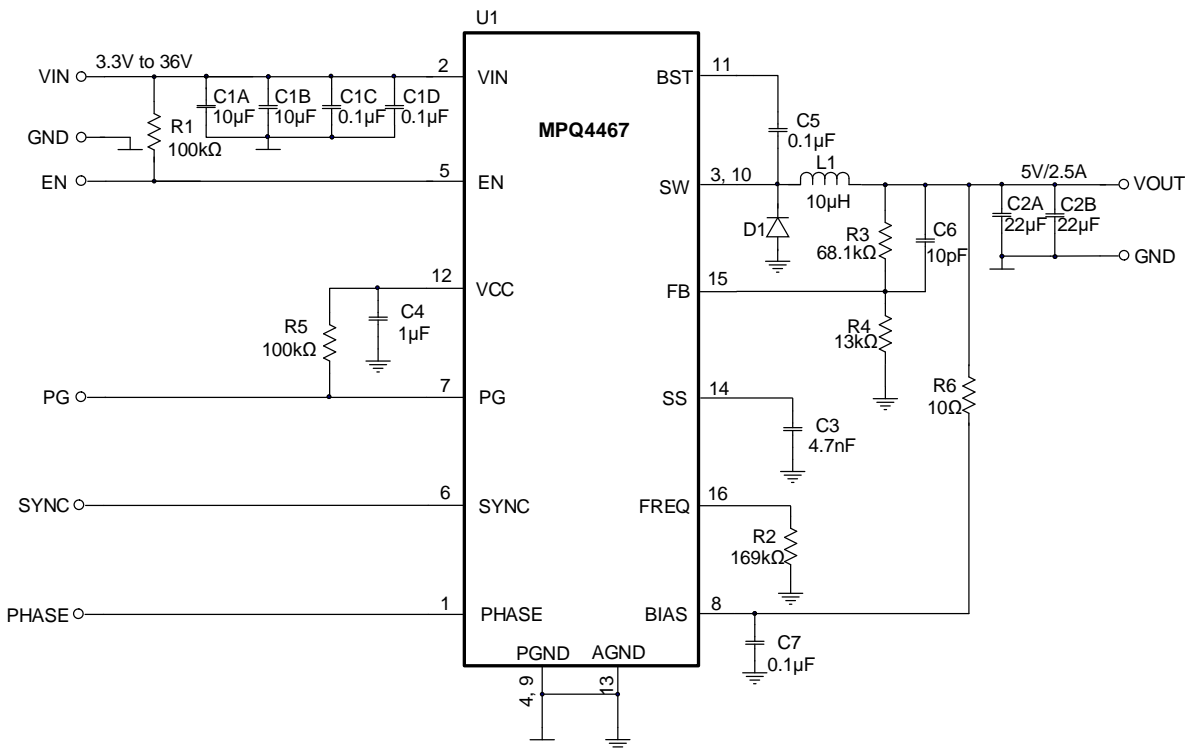 U1
3.3V to 36V
VIN
2
VIN
BST
11
C1A
10µF
C1B
10µF
C1C
0.1µF
C1D
0.1µF
MPQ4467
C5
0.1µF
GND
R1
100kΩ
EN
5
EN
SW
3, 10
L1
10µH
5V/2.5A
VOUT
D1
R3
68.1kΩ
C6
10pF
C2A
22µF
C2B
22µF
GND
12
VCC
FB
15
C4
1µF
R5
100kΩ
R4
13kΩ
PG
7
PG
SS
14
R6
10Ω
C3
4.7nF
SYNC
6
SYNC
FREQ
16
R2
169kΩ
PHASE
1
PHASE
BIAS
8
C7
0.1µF
PGND
AGND
4, 9
13